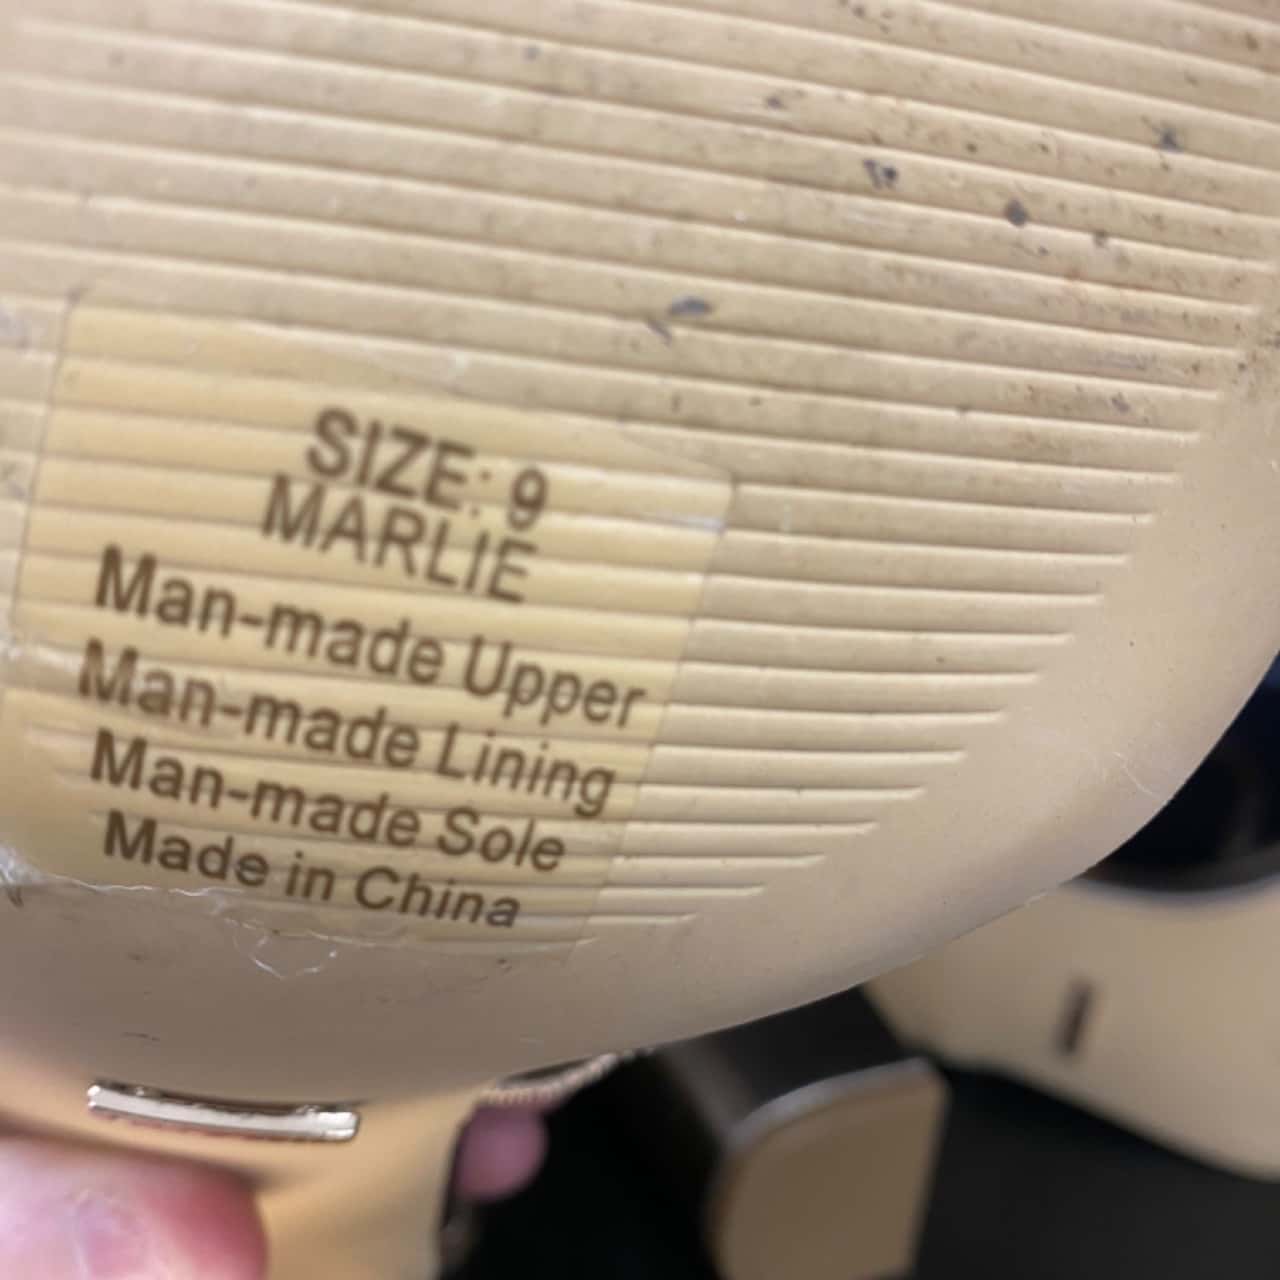 SIZE: 9
MARLIE
Man-made Upper
Man-made Lining
Man-made Sole
Made in China